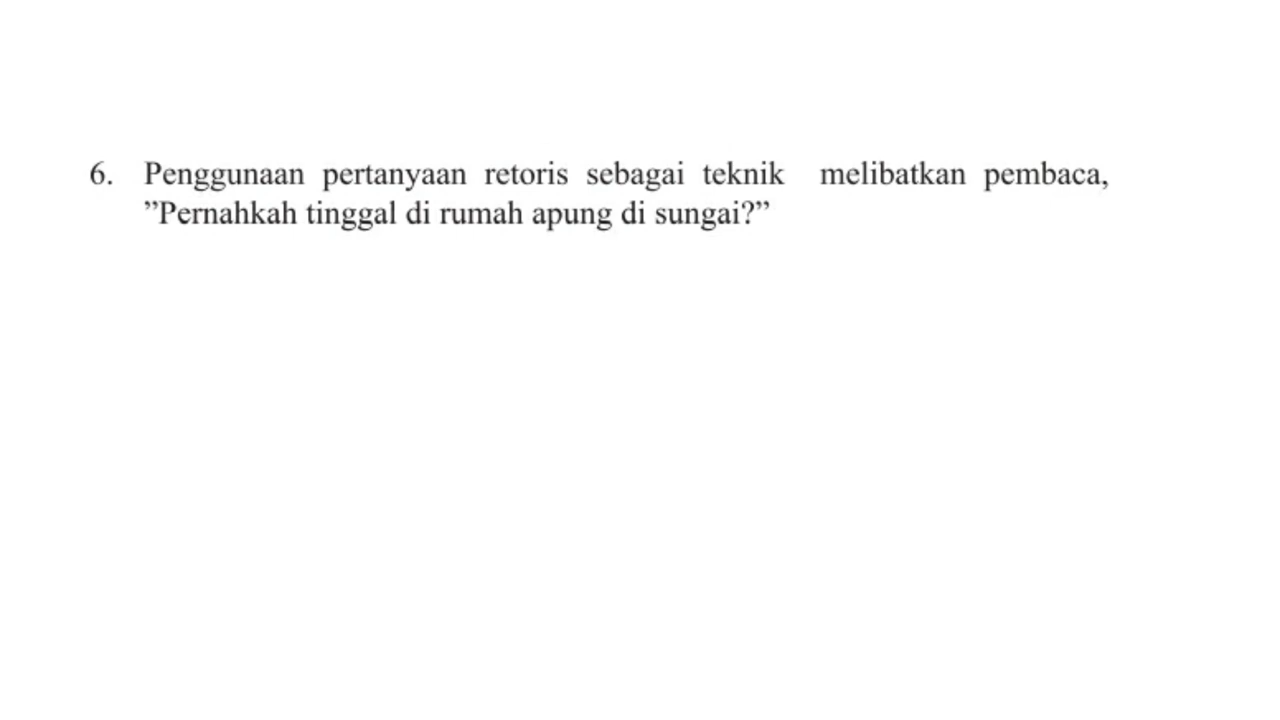 6. Penggunaan pertanyaan retoris sebagai teknik melibatkan pembaca,
”Pernahkah tinggal di rumah apung di sungai?”